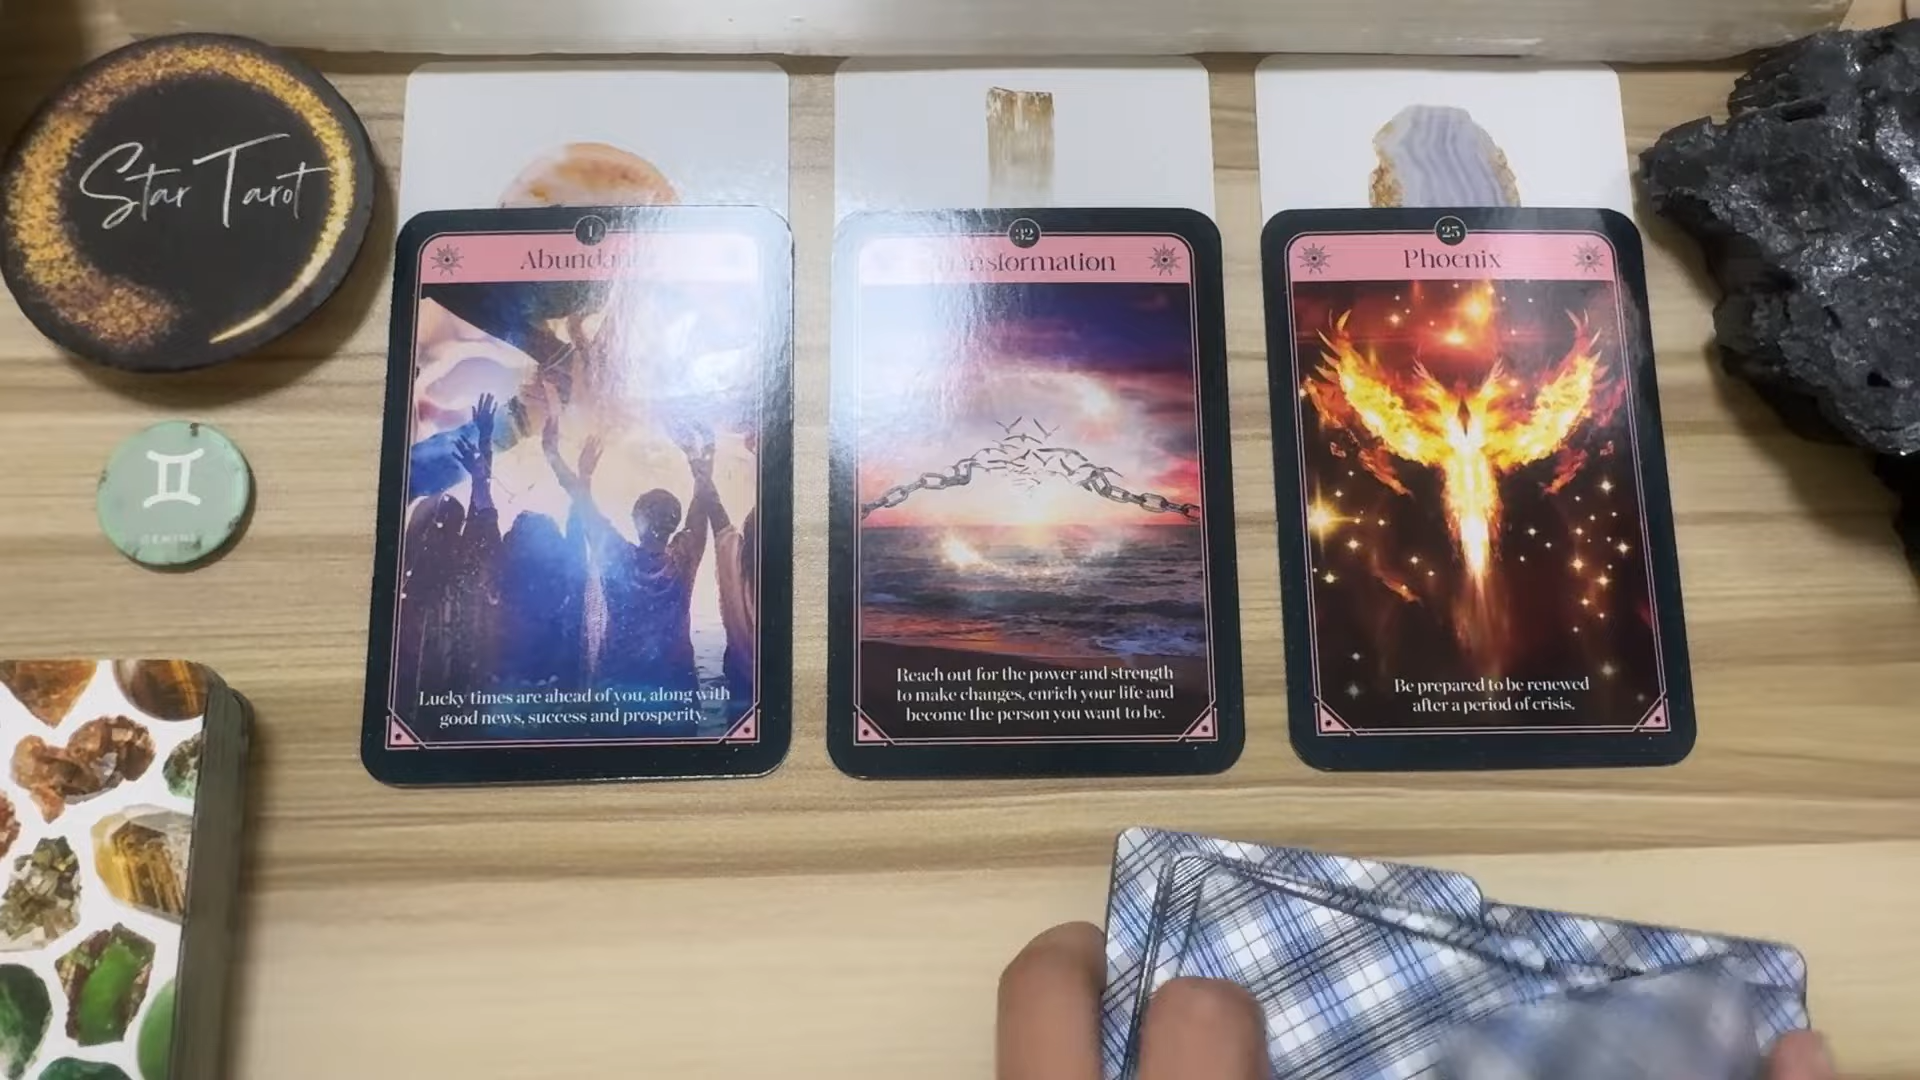 Star Tarot
GEMINI
1
Abundance
Lucky times are ahead of you, along with
good news, success and prosperity.
32
Transformation
Reach out for the power and strength
to make changes, enrich your life and
become the person you want to be.
25
Phoenix
Be prepared to be renewed
after a period of crisis.